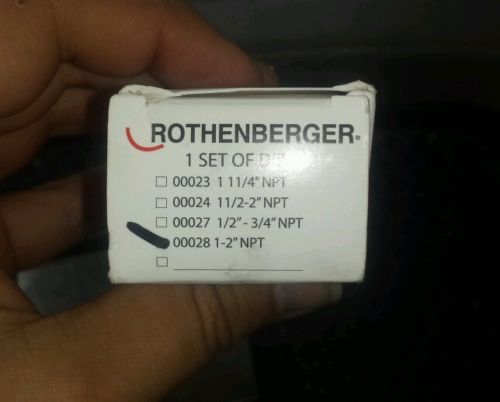 ROTHENBERGER®
1 SET OF
00023 1 11/4" NPT
00024 11/2-2" NPT
00027 1/2" - 3/4" NPT
00028 1-2" NPT